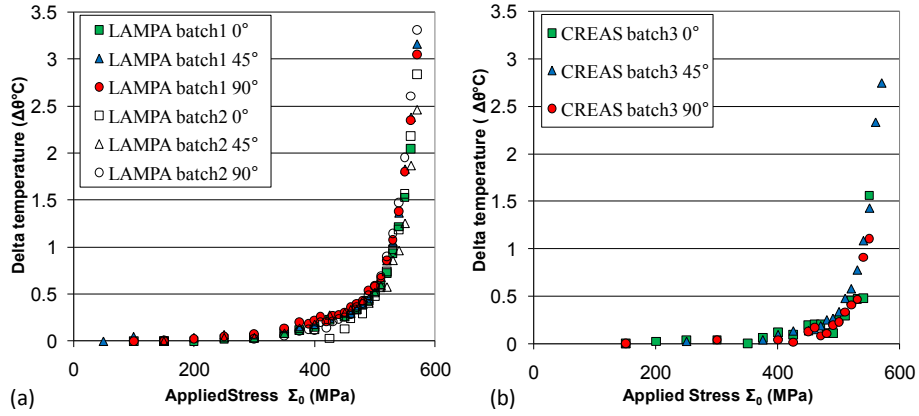 3.5
3
2.5
2
1.5
1
0.5
0
Delta temperature (Δθ°C)
LAMPA batch1 0°
LAMPA batch1 45°
LAMPA batch1 90°
LAMPA batch2 0°
LAMPA batch2 45°
LAMPA batch2 90°
0 200 400 600
AppliedStress Σ₀ (MPa)
(a)
3.5
3
2.5
2
1.5
1
0.5
0
Delta temperature ( Δθ°C)
CREAS batch3 0°
CREAS batch3 45°
CREAS batch3 90°
0 200 400 600
Applied Stress Σ₀ (MPa)
(b)